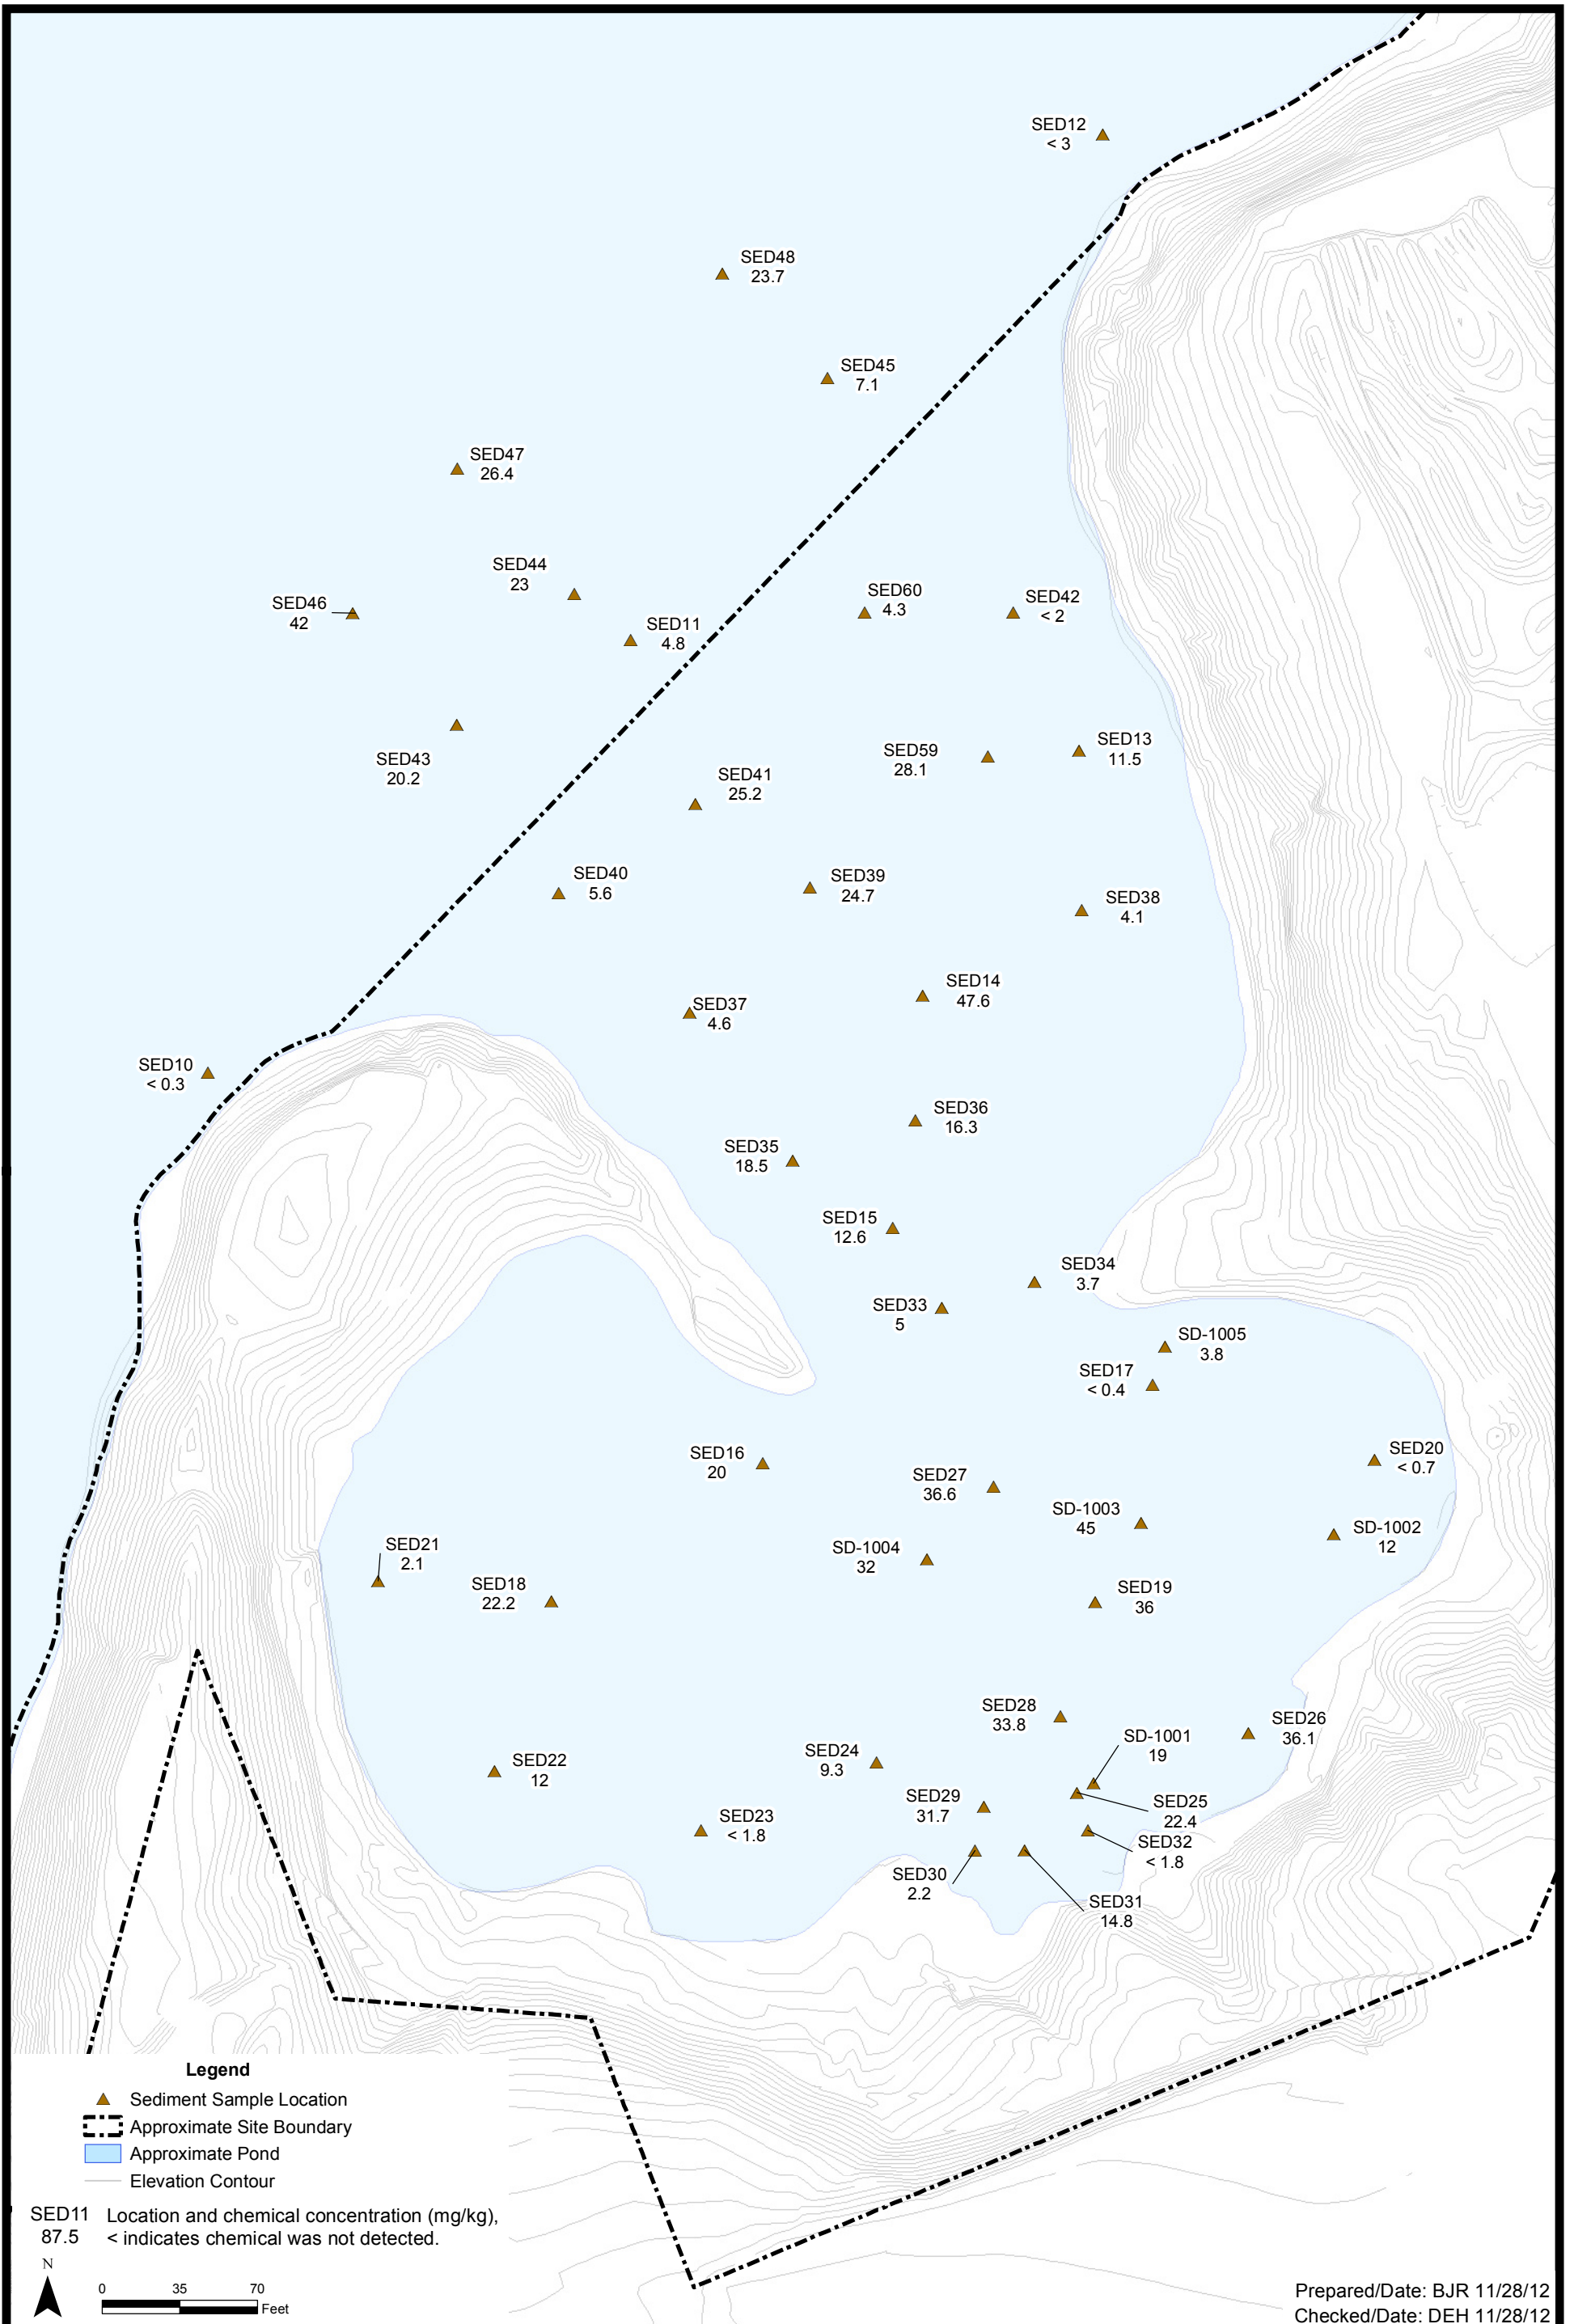 SED12
< 3
SED48
23.7
SED45
7.1
SED47
26.4
SED44
23
SED46
42
SED11
4.8
SED60
4.3
SED42
< 2
SED43
20.2
SED59
28.1
SED13
11.5
SED41
25.2
SED40
5.6
SED39
24.7
SED38
4.1
SED14
47.6
SED37
4.6
SED10
< 0.3
SED36
16.3
SED35
18.5
SED15
12.6
SED34
3.7
SED33
5
SD-1005
3.8
SED17
< 0.4
SED16
20
SED27
36.6
SED20
< 0.7
SD-1003
45
SD-1002
12
SED21
2.1
SD-1004
32
SED18
22.2
SED19
36
SED28
33.8
SED26
36.1
SD-1001
19
SED22
12
SED24
9.3
SED29
31.7
SED25
22.4
SED23
< 1.8
SED32
< 1.8
SED30
2.2
SED31
14.8
Legend
Sediment Sample Location
Approximate Site Boundary
Approximate Pond
Elevation Contour
SED11 Location and chemical concentration (mg/kg),
87.5 < indicates chemical was not detected.
N
0 35 70
Feet
Prepared/Date: BJR 11/28/12
Checked/Date: DEH 11/28/12